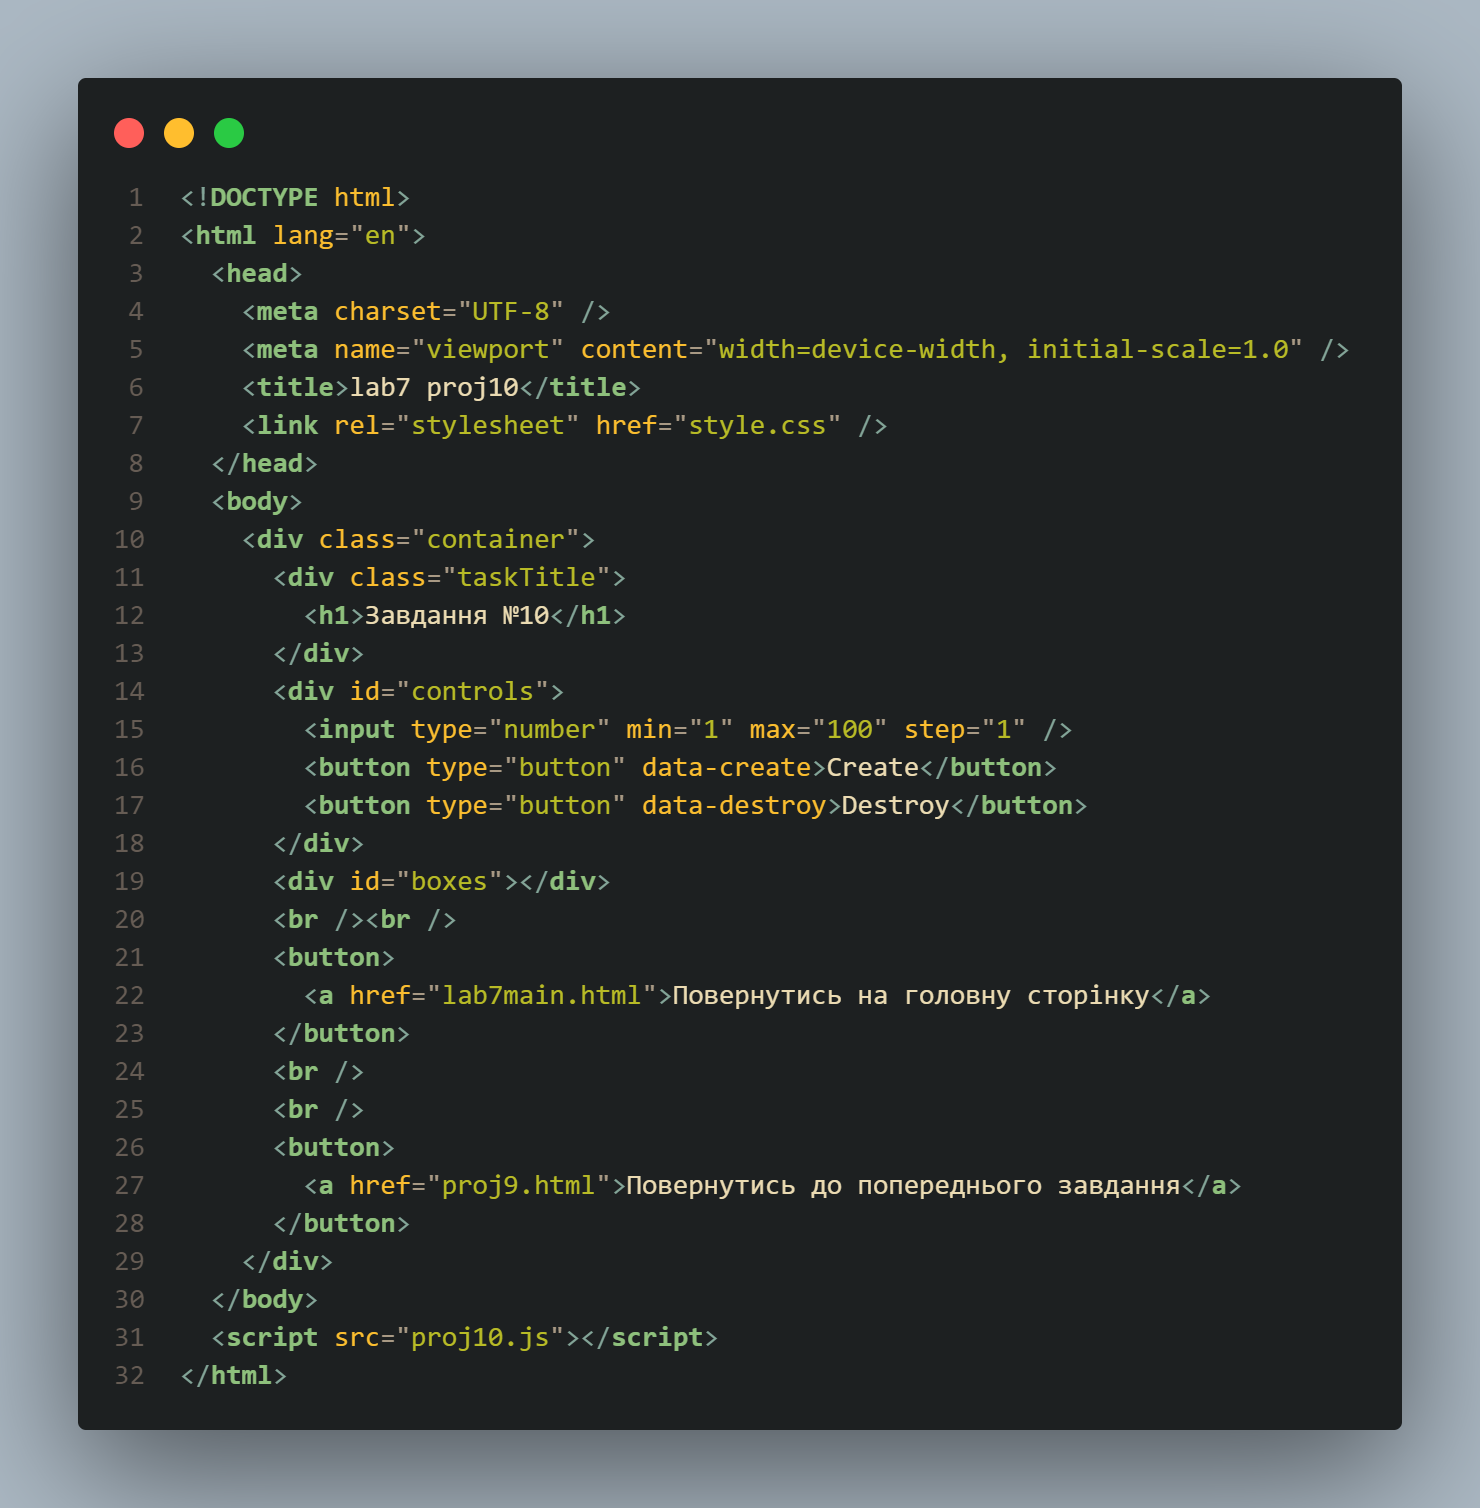 1 <!DOCTYPE html>
2 <html lang="en">
3   <head>
4     <meta charset="UTF-8" />
5     <meta name="viewport" content="width=device-width, initial-scale=1.0" />
6     <title>lab7 proj10</title>
7     <link rel="stylesheet" href="style.css" />
8   </head>
9   <body>
10     <div class="container">
11       <div class="taskTitle">
12         <h1>Завдання №10</h1>
13       </div>
14       <div id="controls">
15         <input type="number" min="1" max="100" step="1" />
16         <button type="button" data-create>Create</button>
17         <button type="button" data-destroy>Destroy</button>
18       </div>
19       <div id="boxes"></div>
20       <br /><br />
21       <button>
22         <a href="lab7main.html">Повернутись на головну сторінку</a>
23       </button>
24       <br />
25       <br />
26       <button>
27         <a href="proj9.html">Повернутись до попереднього завдання</a>
28       </button>
29     </div>
30   </body>
31   <script src="proj10.js"></script>
32 </html>